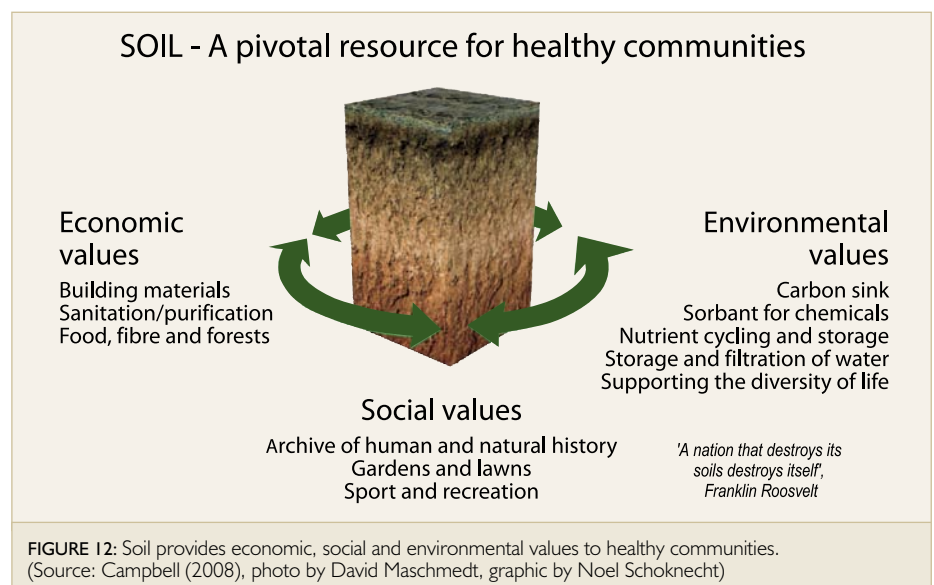 SOIL - A pivotal resource for healthy communities
Economic
values
Building materials
Sanitation/purification
Food, fibre and forests
Environmental
values
Carbon sink
Sorbant for chemicals
Nutrient cycling and storage
Storage and filtration of water
Supporting the diversity of life
Social values
Archive of human and natural history
Gardens and lawns
Sport and recreation
'A nation that destroys its
soils destroys itself',
Franklin Roosvelt
FIGURE 12: Soil provides economic, social and environmental values to healthy communities.
(Source: Campbell (2008), photo by David Maschmedt, graphic by Noel Schoknecht)